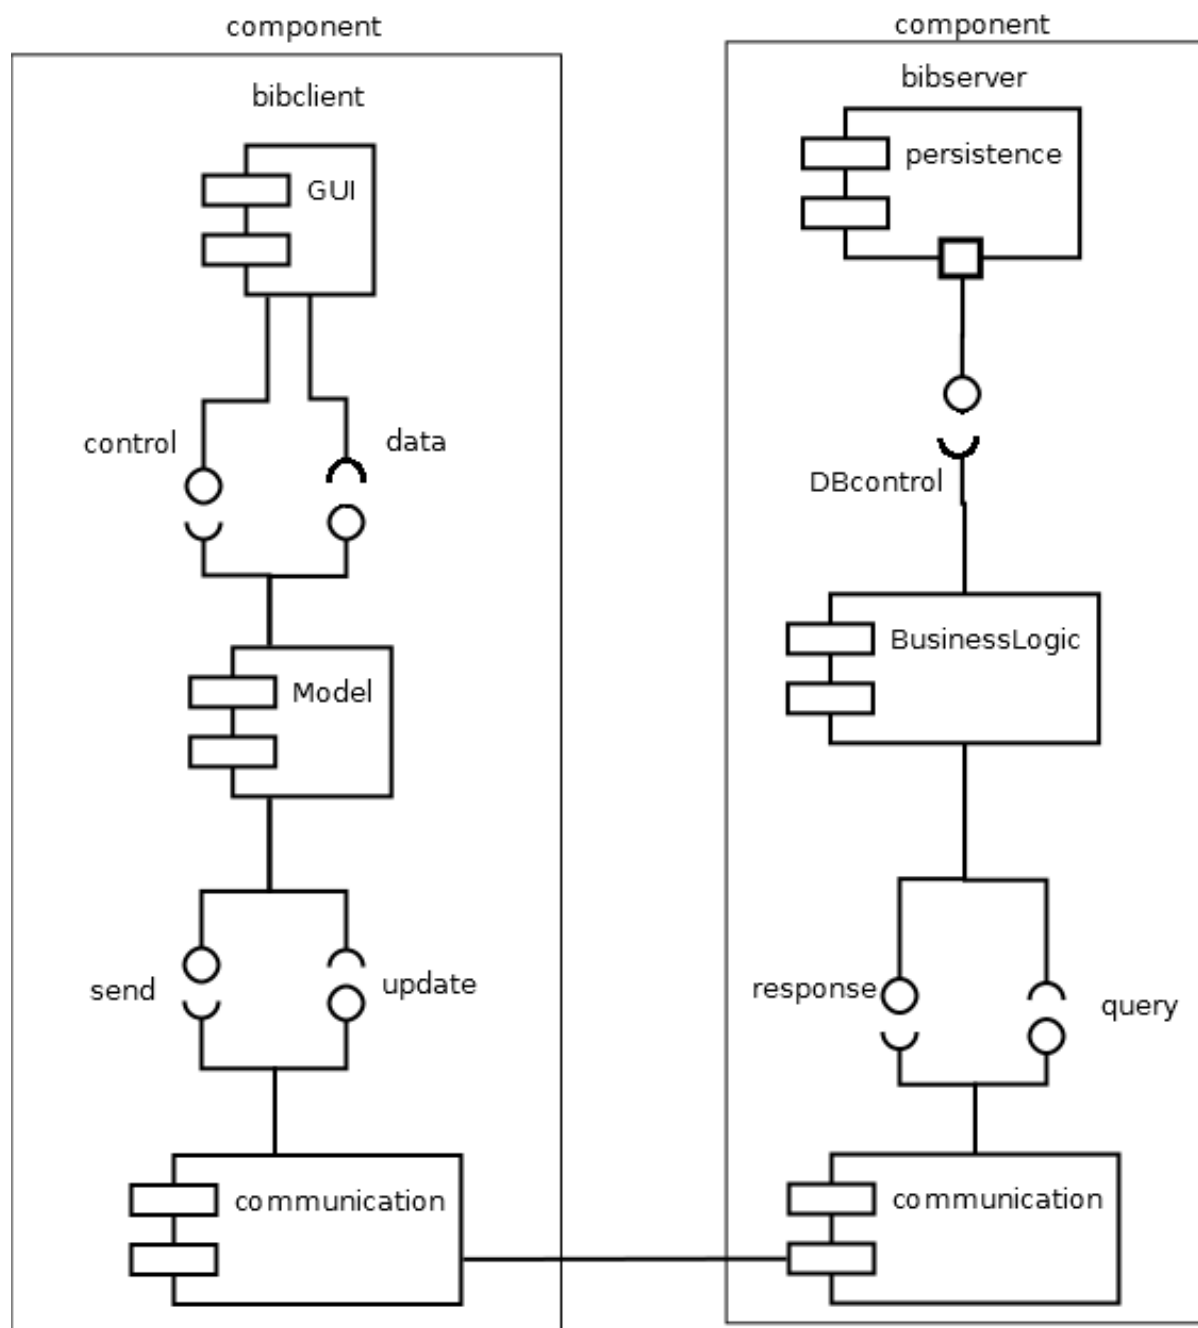 component
bibclient
GUI
control
data
Model
send
update
communication
component
bibserver
persistence
DBcontrol
BusinessLogic
response
query
communication